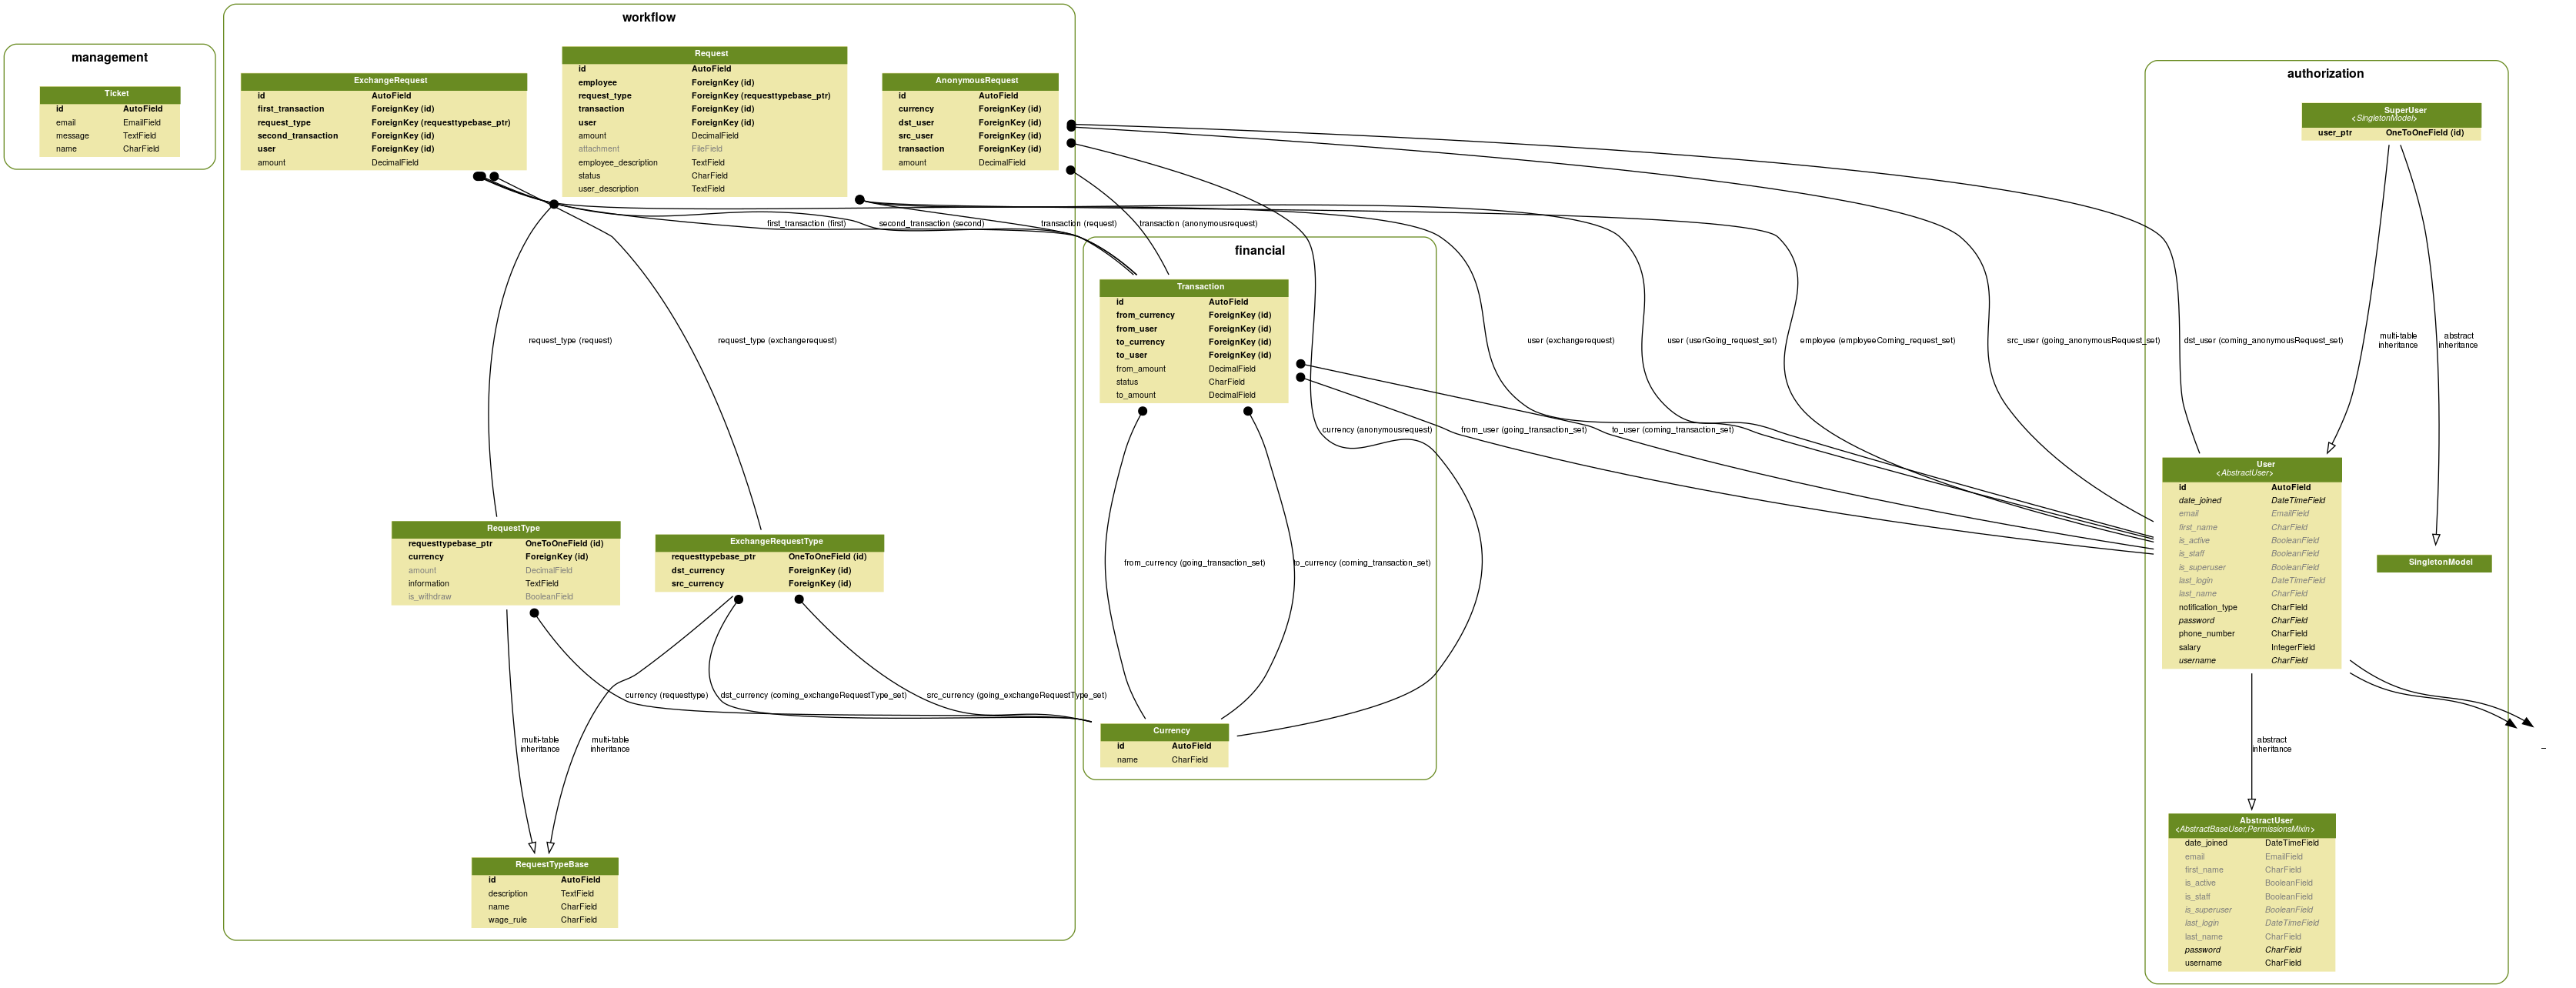 management
Ticket
id AutoField
email EmailField
message TextField
name CharField
workflow
ExchangeRequest
id AutoField
first_transaction ForeignKey (id)
request_type ForeignKey (requesttypebase_ptr)
second_transaction ForeignKey (id)
user ForeignKey (id)
amount DecimalField
Request
id AutoField
employee ForeignKey (id)
request_type ForeignKey (requesttypebase_ptr)
transaction ForeignKey (id)
user ForeignKey (id)
amount DecimalField
attachment FileField
employee_description TextField
status CharField
user_description TextField
AnonymousRequest
id AutoField
currency ForeignKey (id)
dst_user ForeignKey (id)
src_user ForeignKey (id)
transaction ForeignKey (id)
amount DecimalField
first_transaction (first)
second_transaction (second)
transaction (request)
transaction (anonymousrequest)
request_type (request)
request_type (exchangerequest)
RequestType
requesttypebase_ptr OneToOneField (id)
currency ForeignKey (id)
amount DecimalField
information TextField
is_withdraw BooleanField
ExchangeRequestType
requesttypebase_ptr OneToOneField (id)
dst_currency ForeignKey (id)
src_currency ForeignKey (id)
currency (requesttype)
dst_currency (coming_exchangeRequestType_set)
src_currency (going_exchangeRequestType_set)
multi-table
inheritance
multi-table
inheritance
RequestTypeBase
id AutoField
description TextField
name CharField
wage_rule CharField
financial
Transaction
id AutoField
from_currency ForeignKey (id)
from_user ForeignKey (id)
to_currency ForeignKey (id)
to_user ForeignKey (id)
from_amount DecimalField
status CharField
to_amount DecimalField
currency (anonymousrequest)
from_user (going_transaction_set)
to_user (coming_transaction_set)
from_currency (going_transaction_set)
to_currency (coming_transaction_set)
Currency
id AutoField
name CharField
user (exchangerequest)
user (userGoing_request_set)
employee (employeeComing_request_set)
src_user (going_anonymousRequest_set)
dst_user (coming_anonymousRequest_set)
authorization
SuperUser
<SingletonModel>
user_ptr OneToOneField (id)
multi-table
inheritance
abstract
inheritance
User
<AbstractUser>
id AutoField
date_joined DateTimeField
email EmailField
first_name CharField
is_active BooleanField
is_staff BooleanField
is_superuser BooleanField
last_login DateTimeField
last_name CharField
notification_type CharField
password CharField
phone_number CharField
salary IntegerField
username CharField
SingletonModel
abstract
inheritance
AbstractUser
<AbstractBaseUser,PermissionsMixin>
date_joined DateTimeField
email EmailField
first_name CharField
is_active BooleanField
is_staff BooleanField
is_superuser BooleanField
last_login DateTimeField
last_name CharField
password CharField
username CharField